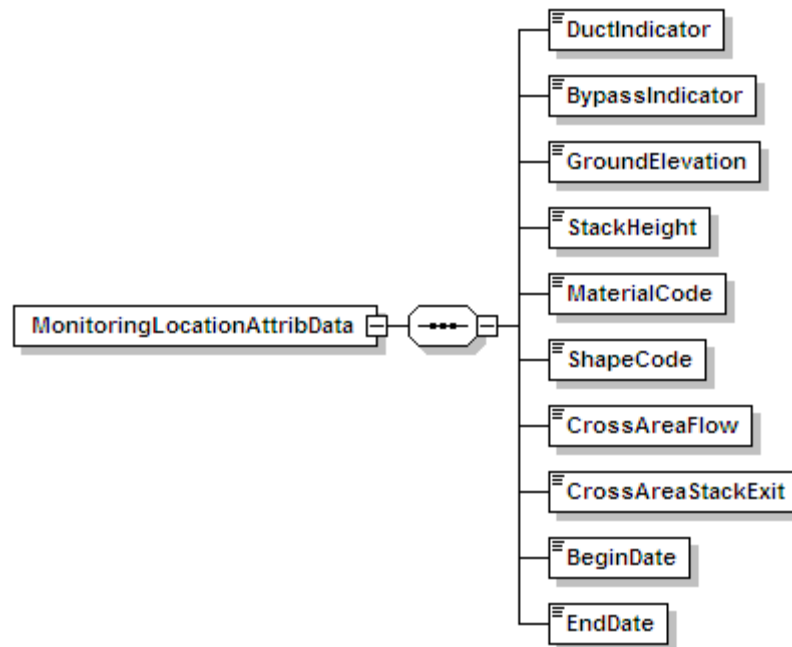 DuctIndicator
BypassIndicator
GroundElevation
StackHeight
MaterialCode
MonitoringLocationAttribData
ShapeCode
CrossAreaFlow
CrossAreaStackExit
BeginDate
EndDate